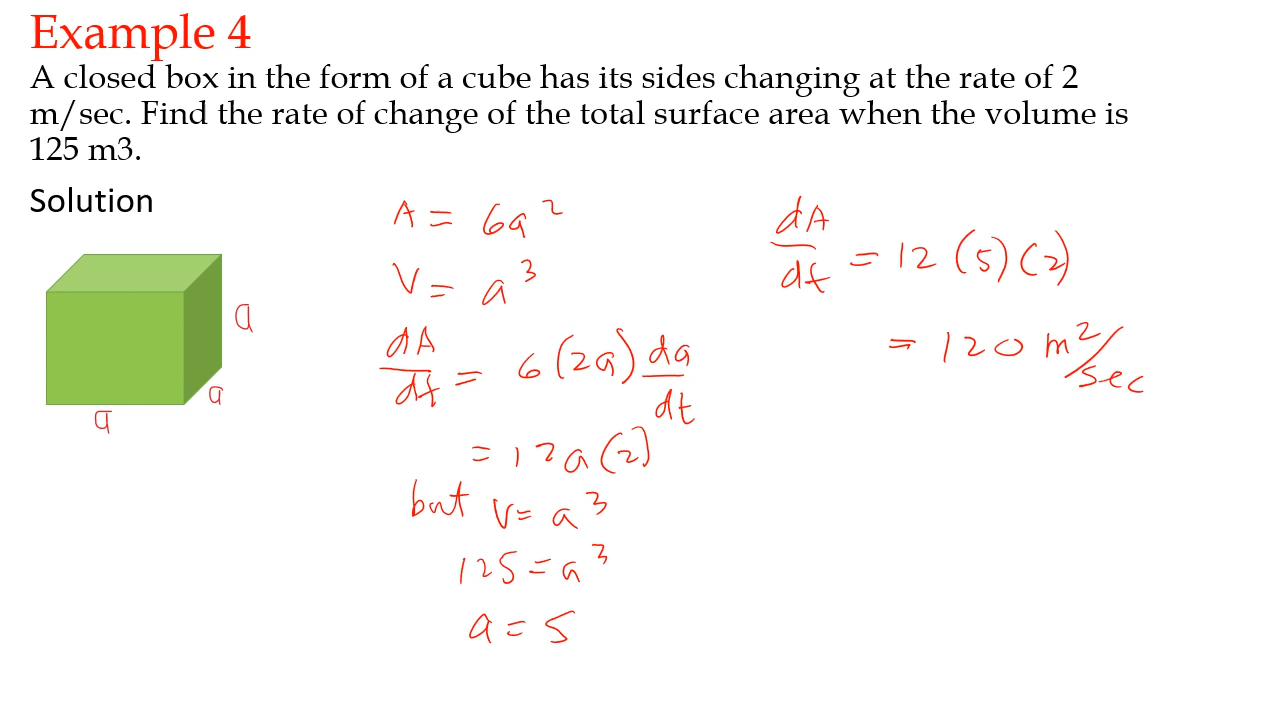 Example 4
A closed box in the form of a cube has its sides changing at the rate of 2
m/sec. Find the rate of change of the total surface area when the volume is
125 m3.
Solution
a
a
a
A = 6a²
V = a³
dA/dt = 6(2a) da/dt
= 12a(2)
but V = a³
125 = a³
a = 5
dA/dt = 12(5)(2)
= 120 m²/sec